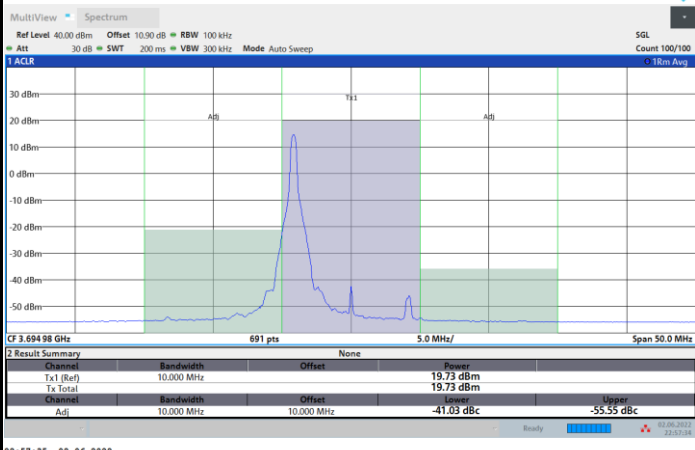 MultiView Spectrum
Ref Level 40.00 dBm Offset 10.90 dB RBW 100 kHz SGL
Att 30 dB SWT 200 ms VBW 300 kHz Mode Auto Sweep Count 100/100
1 ACLR 1Rm Avg
30 dBm
Tx1
20 dBm
Adj Adj
10 dBm
0 dBm
-10 dBm
-20 dBm
-30 dBm
-40 dBm
-50 dBm
CF 3.69498 GHz 691 pts 5.0 MHz/ Span 50.0 MHz
2 Result Summary None
Channel Bandwidth Offset Power
Tx1 (Ref) 10.000 MHz 19.73 dBm
Tx Total 19.73 dBm
Channel Bandwidth Offset Lower Upper
Adj 10.000 MHz 10.000 MHz -41.03 dBc -55.55 dBc
Ready 02.06.2022
22:57:34